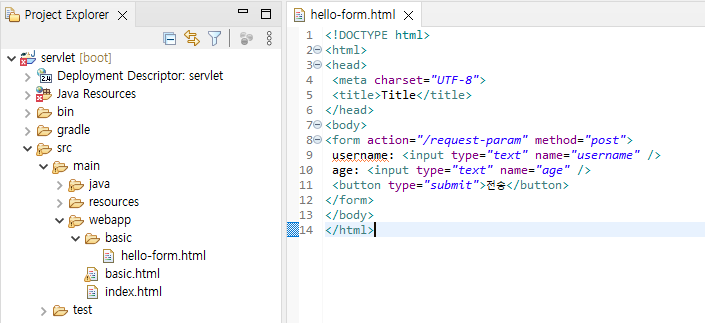 Project Explorer
servlet [boot]
Deployment Descriptor: servlet
Java Resources
bin
gradle
src
main
java
resources
webapp
basic
hello-form.html
basic.html
index.html
test
hello-form.html
1 <!DOCTYPE html>
2 <html>
3 <head>
4 <meta charset="UTF-8">
5 <title>Title</title>
6 </head>
7 <body>
8 <form action="/request-param" method="post">
9 username: <input type="text" name="username" />
10 age: <input type="text" name="age" />
11 <button type="submit">전송</button>
12 </form>
13 </body>
14 </html>